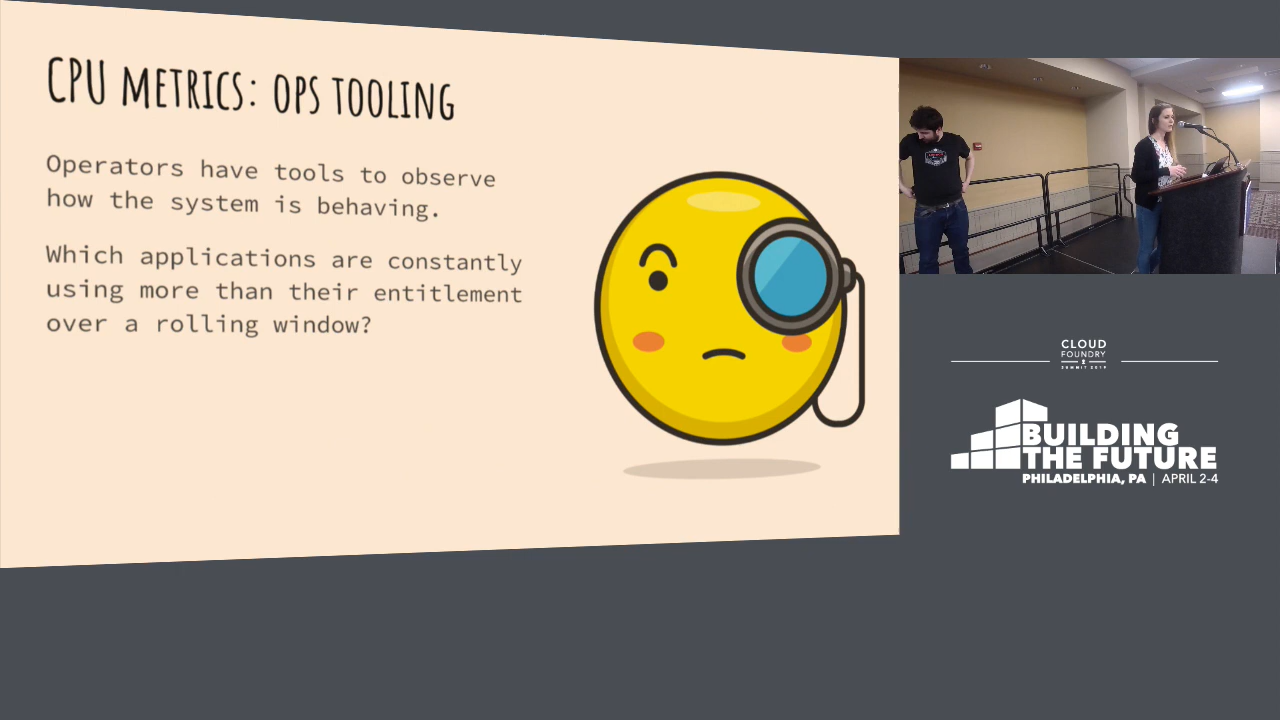 CPU METRICS: OPS TOOLING
Operators have tools to observe
how the system is behaving.
Which applications are constantly
using more than their entitlement
over a rolling window?
CLOUD
FOUNDRY
SUMMIT 2019
BUILDING
THE FUTURE
PHILADELPHIA, PA | APRIL 2-4